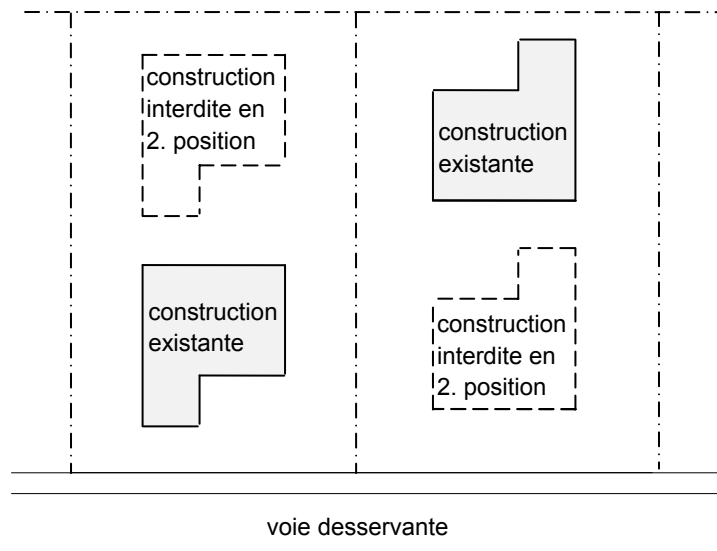 construction
interdite en
2. position
construction
existante
construction
existante
construction
interdite en
2. position
voie desservante